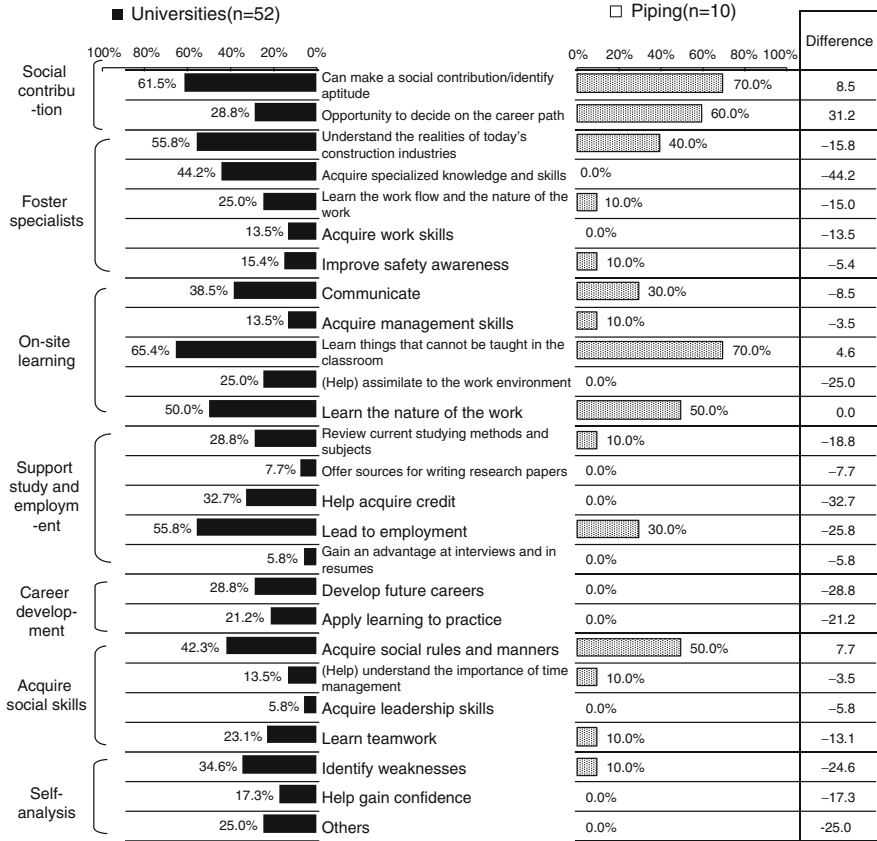 ■ Universities(n=52)
□ Piping(n=10)
Difference
100% 80% 60% 40% 20% 0%
0% 20% 40% 60% 80% 100%
Social
contribu
-tion
61.5% Can make a social contribution/identify
aptitude 70.0% 8.5
28.8% Opportunity to decide on the career path 60.0% 31.2
Foster
specialists
55.8% Understand the realities of today's
construction industries 40.0% −15.8
44.2% Acquire specialized knowledge and skills 0.0% −44.2
25.0% Learn the work flow and the nature of the
work 10.0% −15.0
13.5% Acquire work skills 0.0% −13.5
15.4% Improve safety awareness 10.0% −5.4
On-site
learning
38.5% Communicate 30.0% −8.5
13.5% Acquire management skills 10.0% −3.5
65.4% Learn things that cannot be taught in the
classroom 70.0% 4.6
25.0% (Help) assimilate to the work environment 0.0% −25.0
50.0% Learn the nature of the work 50.0% 0.0
Support
study and
employm
-ent
28.8% Review current studying methods and
subjects 10.0% −18.8
7.7% Offer sources for writing research papers 0.0% −7.7
32.7% Help acquire credit 0.0% −32.7
55.8% Lead to employment 30.0% −25.8
5.8% Gain an advantage at interviews and in
resumes 0.0% −5.8
Career
develop-
ment
28.8% Develop future careers 0.0% −28.8
21.2% Apply learning to practice 0.0% −21.2
Acquire
social skills
42.3% Acquire social rules and manners 50.0% 7.7
13.5% (Help) understand the importance of time
management 10.0% −3.5
5.8% Acquire leadership skills 0.0% −5.8
23.1% Learn teamwork 10.0% −13.1
Self-
analysis
34.6% Identify weaknesses 10.0% −24.6
17.3% Help gain confidence 0.0% −17.3
25.0% Others 0.0% -25.0